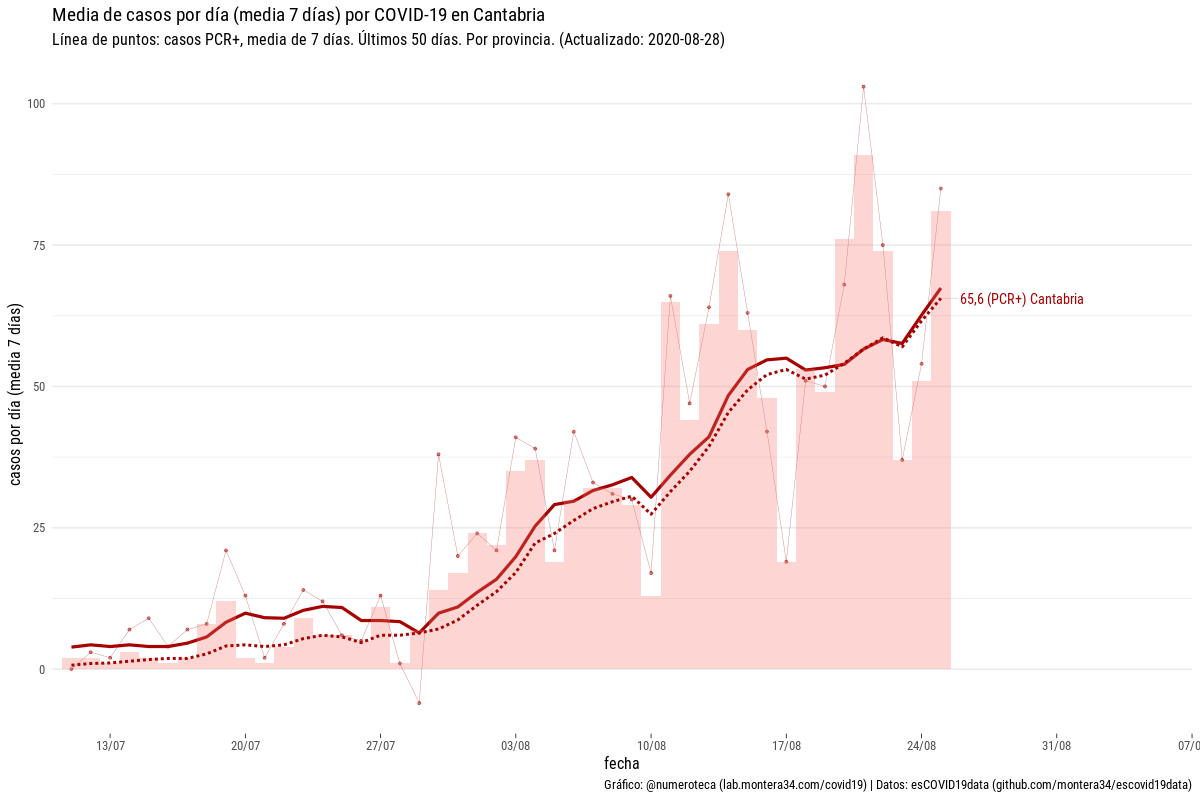 Media de casos por día (media 7 días) por COVID-19 en Cantabria
Línea de puntos: casos PCR+, media de 7 días. Últimos 50 días. Por provincia. (Actualizado: 2020-08-28)
casos por día (media 7 días)
100
75
50
25
0
65,6 (PCR+) Cantabria
13/07
20/07
27/07
03/08
10/08
17/08
24/08
31/08
07/0
fecha
Gráfico: @numeroteca (lab.montera34.com/covid19) | Datos: esCOVID19data (github.com/montera34/escovid19data)